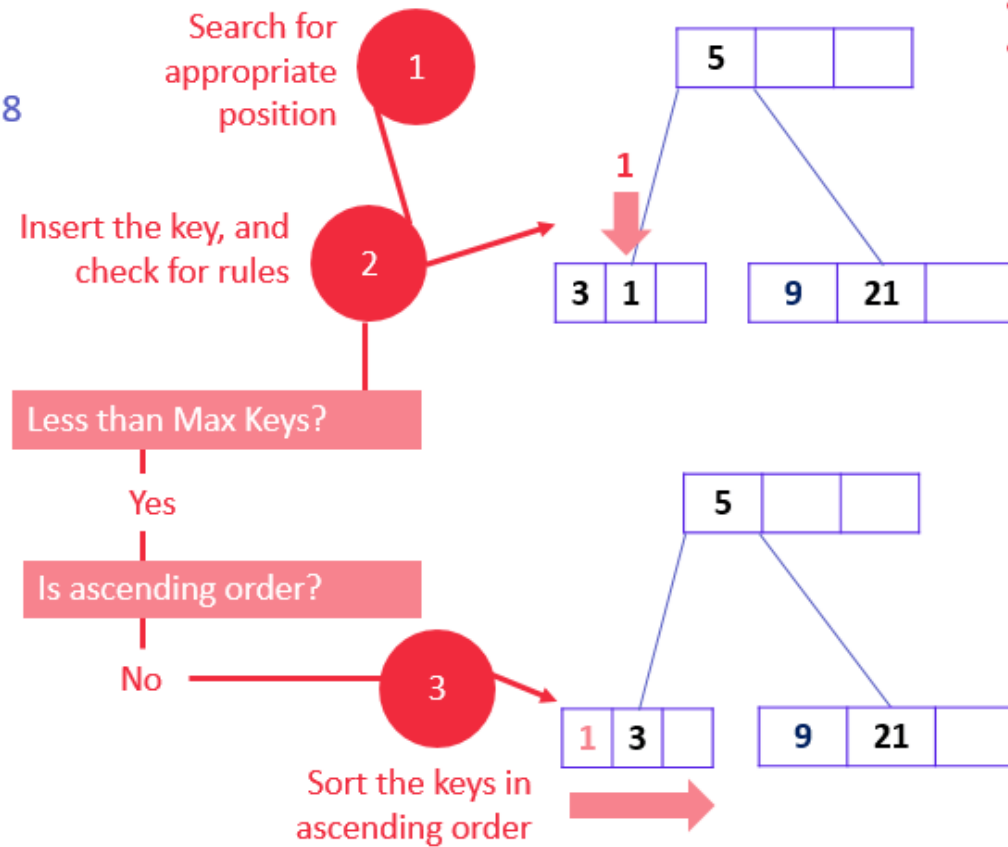 Search for
appropriate
position
1
8
5
1
Insert the key, and
check for rules
2
3 1
9 21
Less than Max Keys?
Yes
Is ascending order?
No
3
5
1 3
9 21
Sort the keys in
ascending order